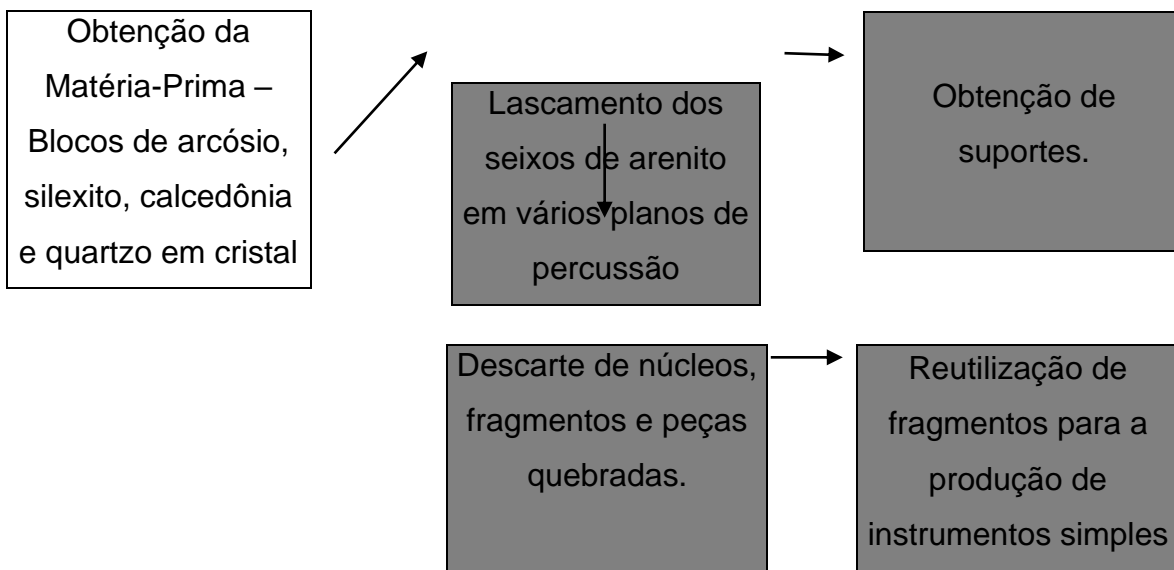 Obtenção da
Matéria-Prima –
Blocos de arcósio,
silexito, calcedônia
e quartzo em cristal
Lascamento dos
seixos de arenito
em vários planos de
percussão
Obtenção de
suportes.
Descarte de núcleos,
fragmentos e peças
quebradas.
Reutilização de
fragmentos para a
produção de
instrumentos simples